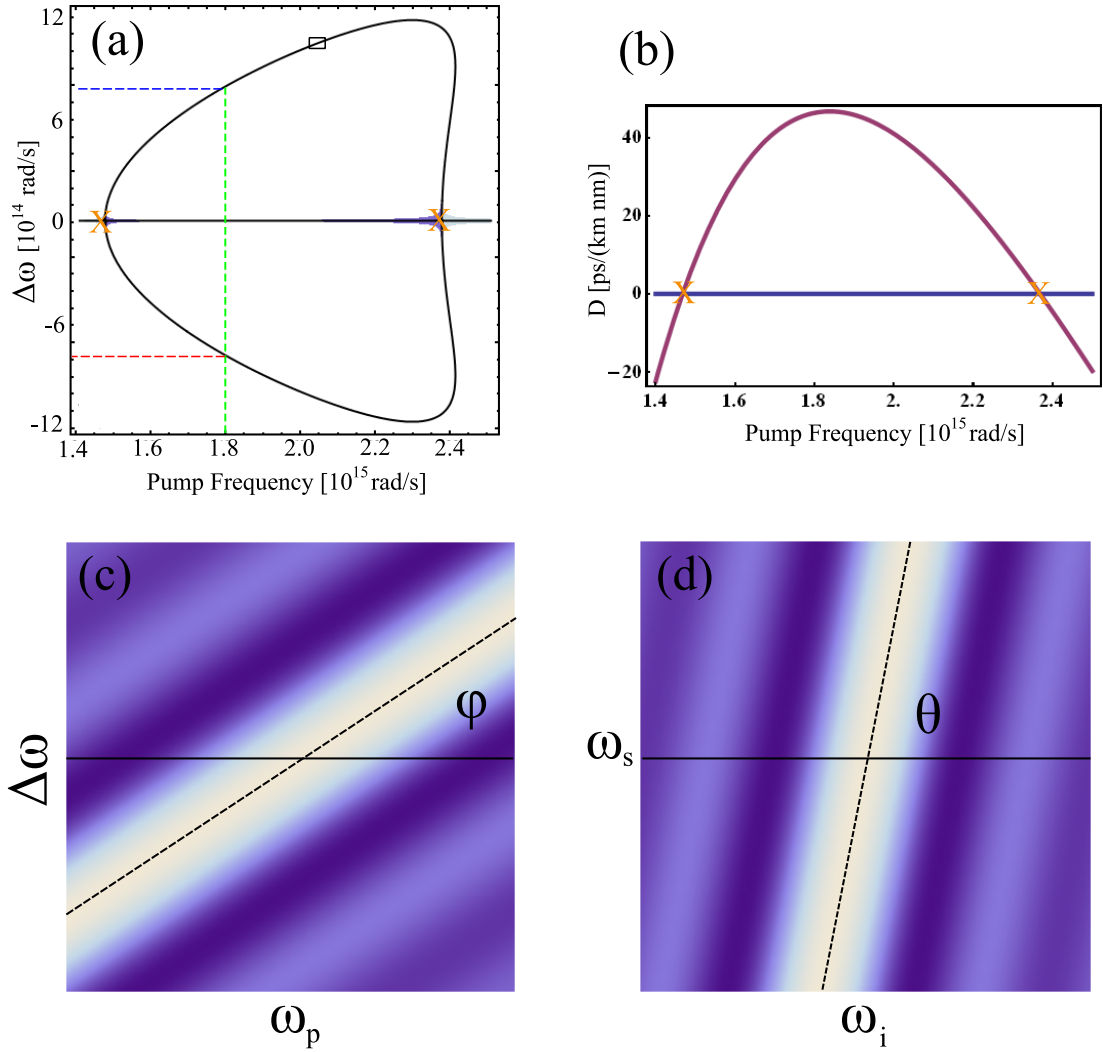 (a)
12
6
0
-6
-12
Δω [10^14 rad/s]
1.4 1.6 1.8 2.0 2.2 2.4
Pump Frequency [10^15 rad/s]
X X
(b)
40
20
0
−20
D [ps/(km nm)]
1.4 1.6 1.8 2. 2.2 2.4
Pump Frequency [10^15 rad/s]
X X
(c)
φ
Δω
ω_p
(d)
θ
ω_s
ω_i